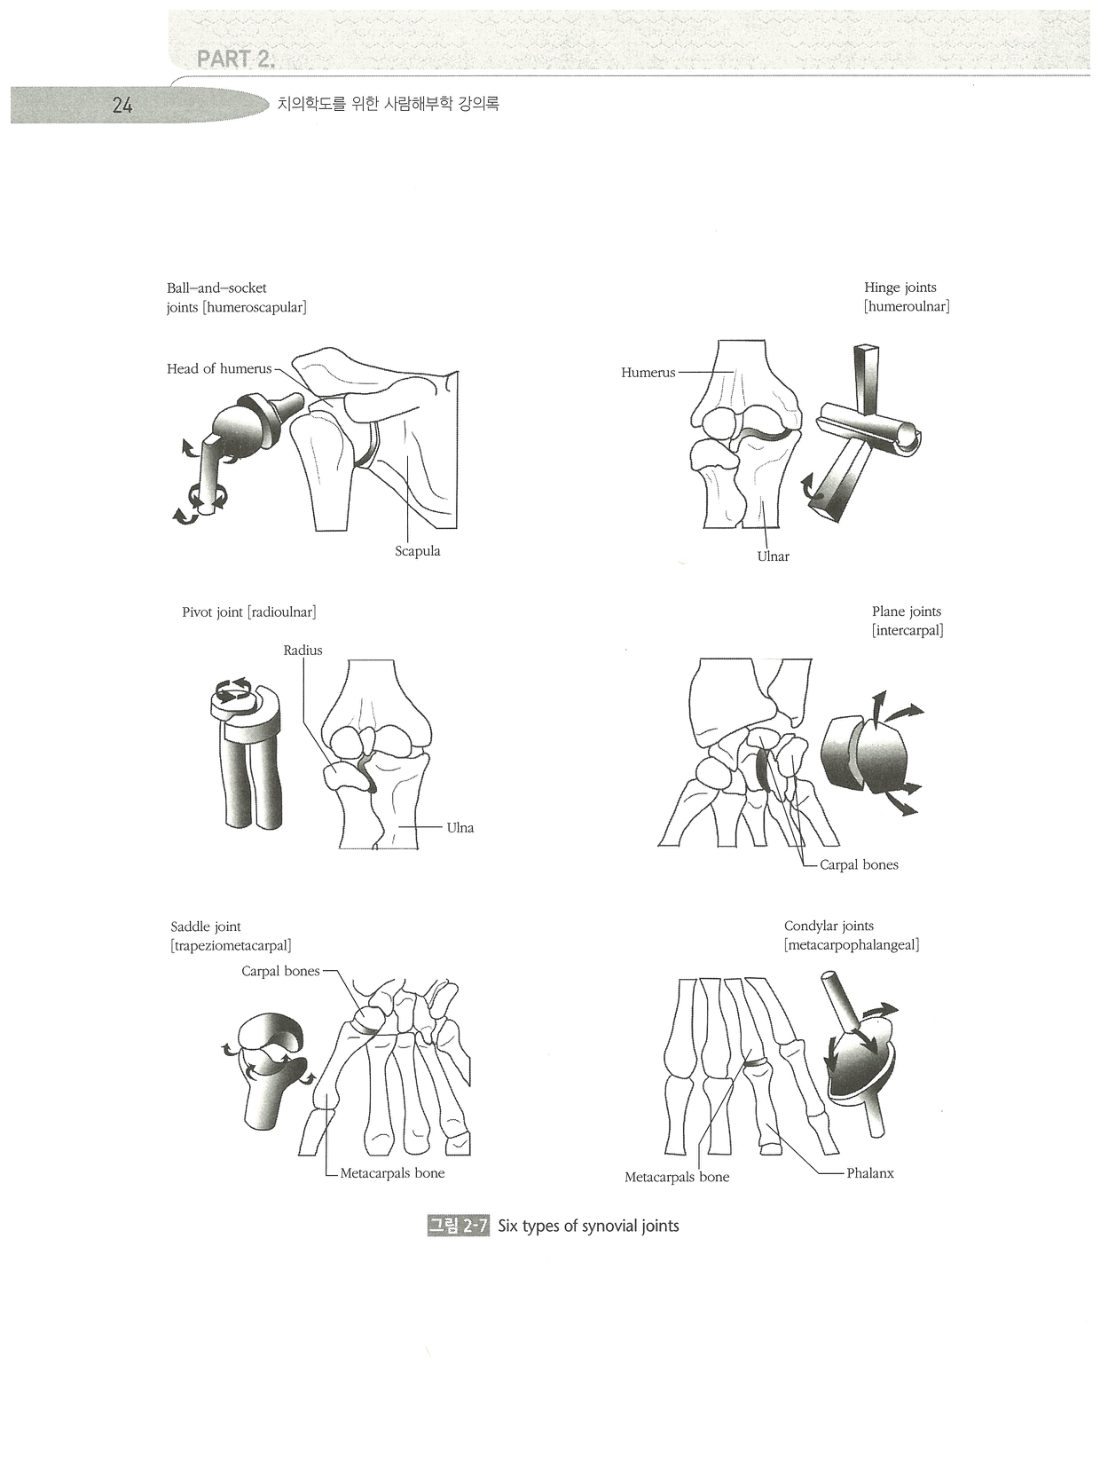 PART 2.
24
치의학도를 위한 사람해부학 강의록
Ball-and-socket
joints [humeroscapular]
Head of humerus
Scapula
Hinge joints
[humeroulnar]
Humerus
Ulnar
Pivot joint [radioulnar]
Radius
Ulna
Plane joints
[intercarpal]
Carpal bones
Saddle joint
[trapeziometacarpal]
Carpal bones
Metacarpals bone
Condylar joints
[metacarpophalangeal]
Metacarpals bone
Phalanx
그림 2-7 Six types of synovial joints